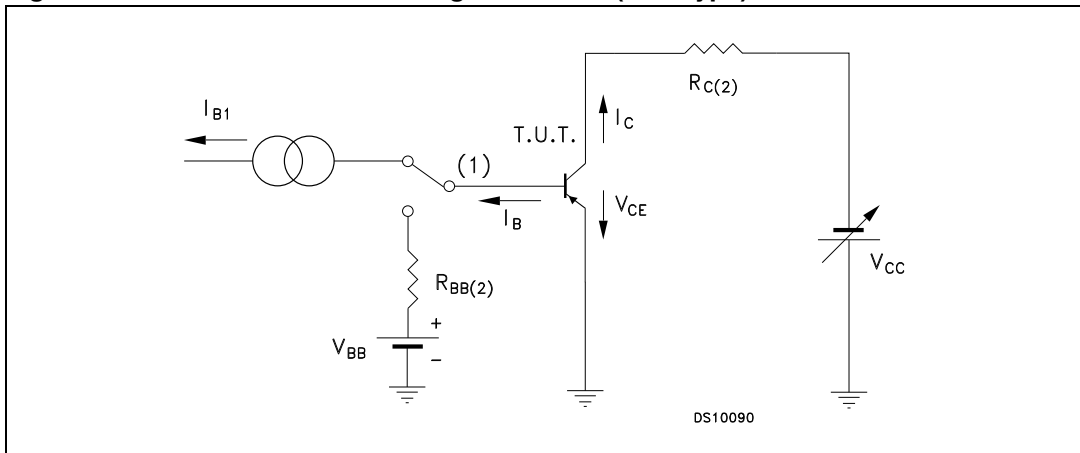 R_C(2)
I_B1
I_C
T.U.T.
(1)
V_CE
I_B
V_CC
R_BB(2)
+
V_BB
-
DS10090